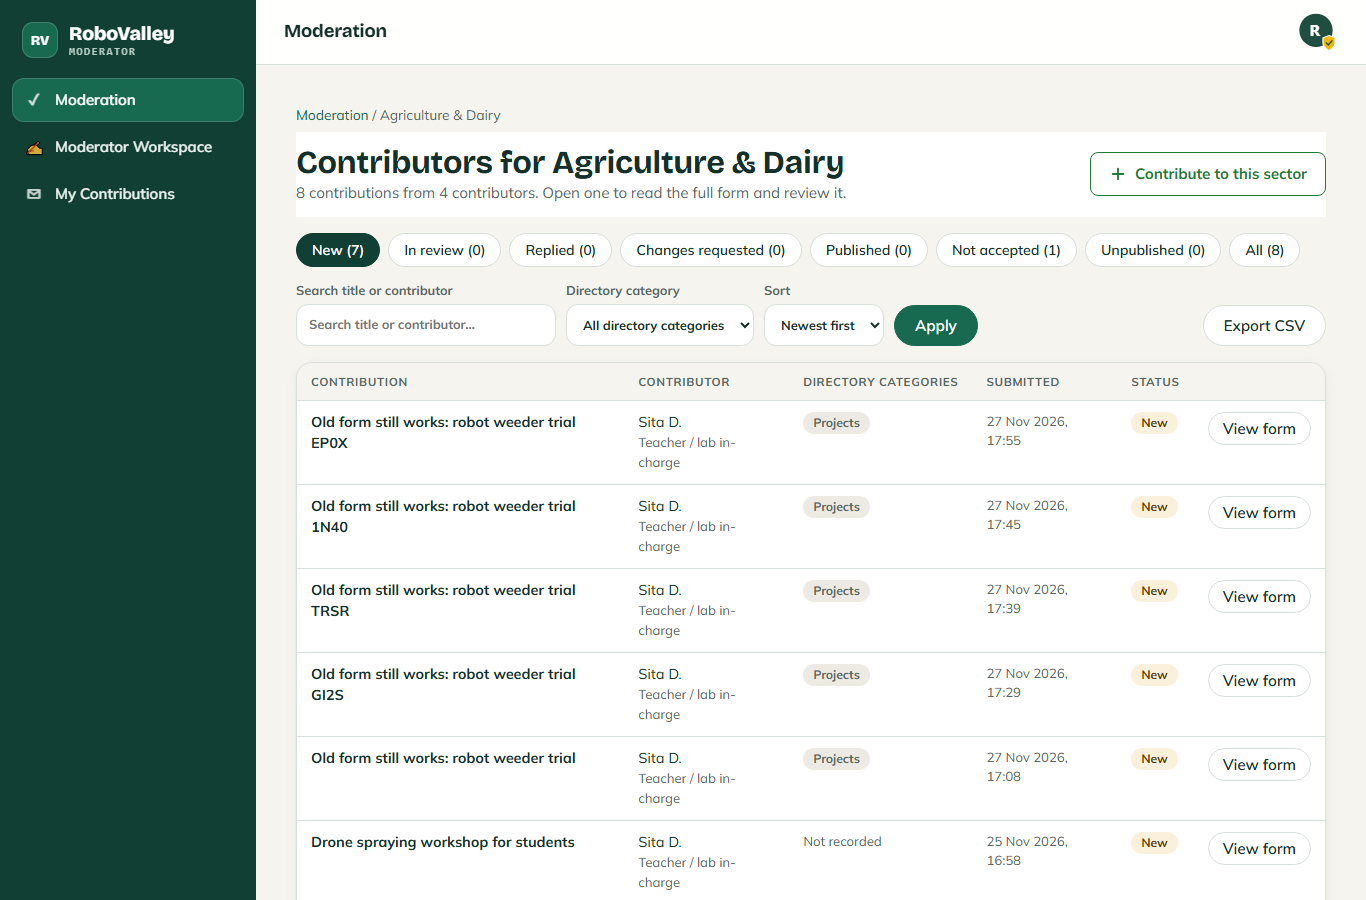 RV
RoboValley
MODERATOR
Moderation
Moderator Workspace
My Contributions
Moderation
R
Moderation / Agriculture & Dairy
Contributors for Agriculture & Dairy
8 contributions from 4 contributors. Open one to read the full form and review it.
+ Contribute to this sector
New (7) In review (0) Replied (0) Changes requested (0) Published (0) Not accepted (1) Unpublished (0) All (8)
Search title or contributor Directory category Sort
Search title or contributor... All directory categories Newest first Apply Export CSV
CONTRIBUTION CONTRIBUTOR DIRECTORY CATEGORIES SUBMITTED STATUS
Old form still works: robot weeder trial Sita D. Projects 27 Nov 2026, New View form
EP0X Teacher / lab in- 17:55
charge
Old form still works: robot weeder trial Sita D. Projects 27 Nov 2026, New View form
1N40 Teacher / lab in- 17:45
charge
Old form still works: robot weeder trial Sita D. Projects 27 Nov 2026, New View form
TRSR Teacher / lab in- 17:39
charge
Old form still works: robot weeder trial Sita D. Projects 27 Nov 2026, New View form
GI2S Teacher / lab in- 17:29
charge
Old form still works: robot weeder trial Sita D. Projects 27 Nov 2026, New View form
Teacher / lab in- 17:08
charge
Drone spraying workshop for students Sita D. Not recorded 25 Nov 2026, New View form
Teacher / lab in- 16:58
charge